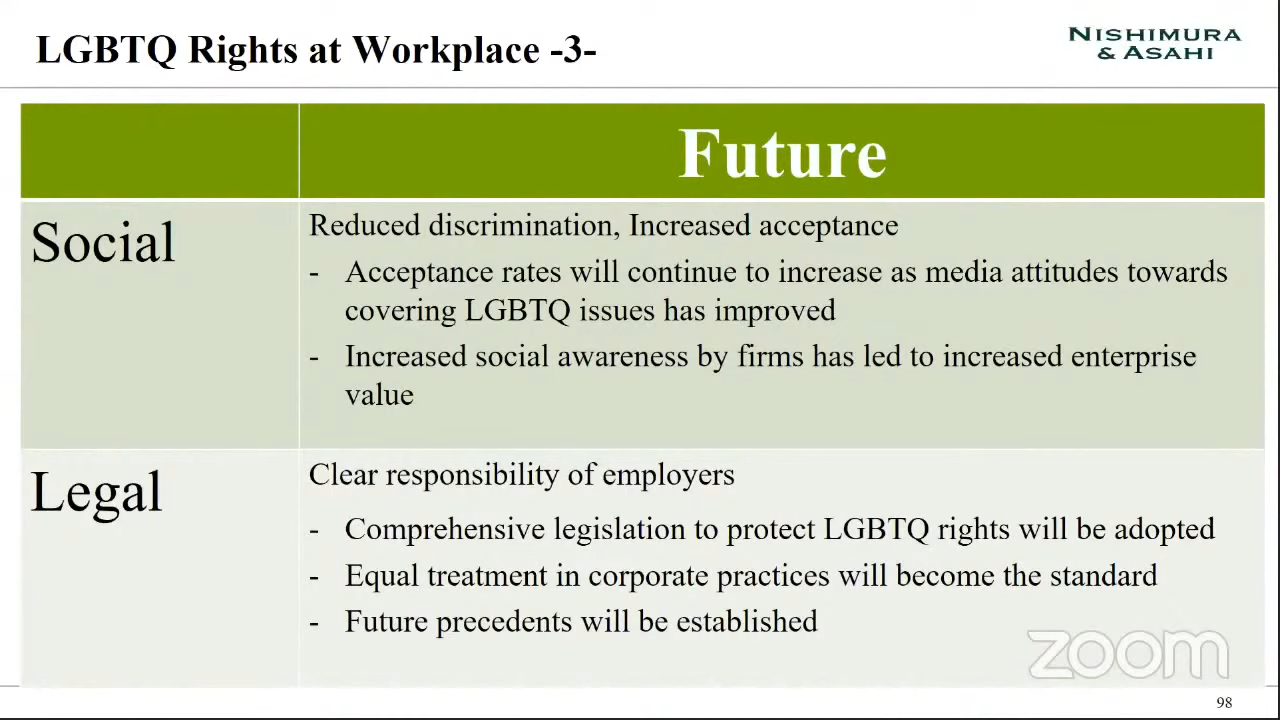 LGBTQ Rights at Workplace -3-
NISHIMURA
& ASAHI
Future
Social
Reduced discrimination, Increased acceptance
- Acceptance rates will continue to increase as media attitudes towards
covering LGBTQ issues has improved
- Increased social awareness by firms has led to increased enterprise
value
Legal
Clear responsibility of employers
- Comprehensive legislation to protect LGBTQ rights will be adopted
- Equal treatment in corporate practices will become the standard
- Future precedents will be established
zoom
98